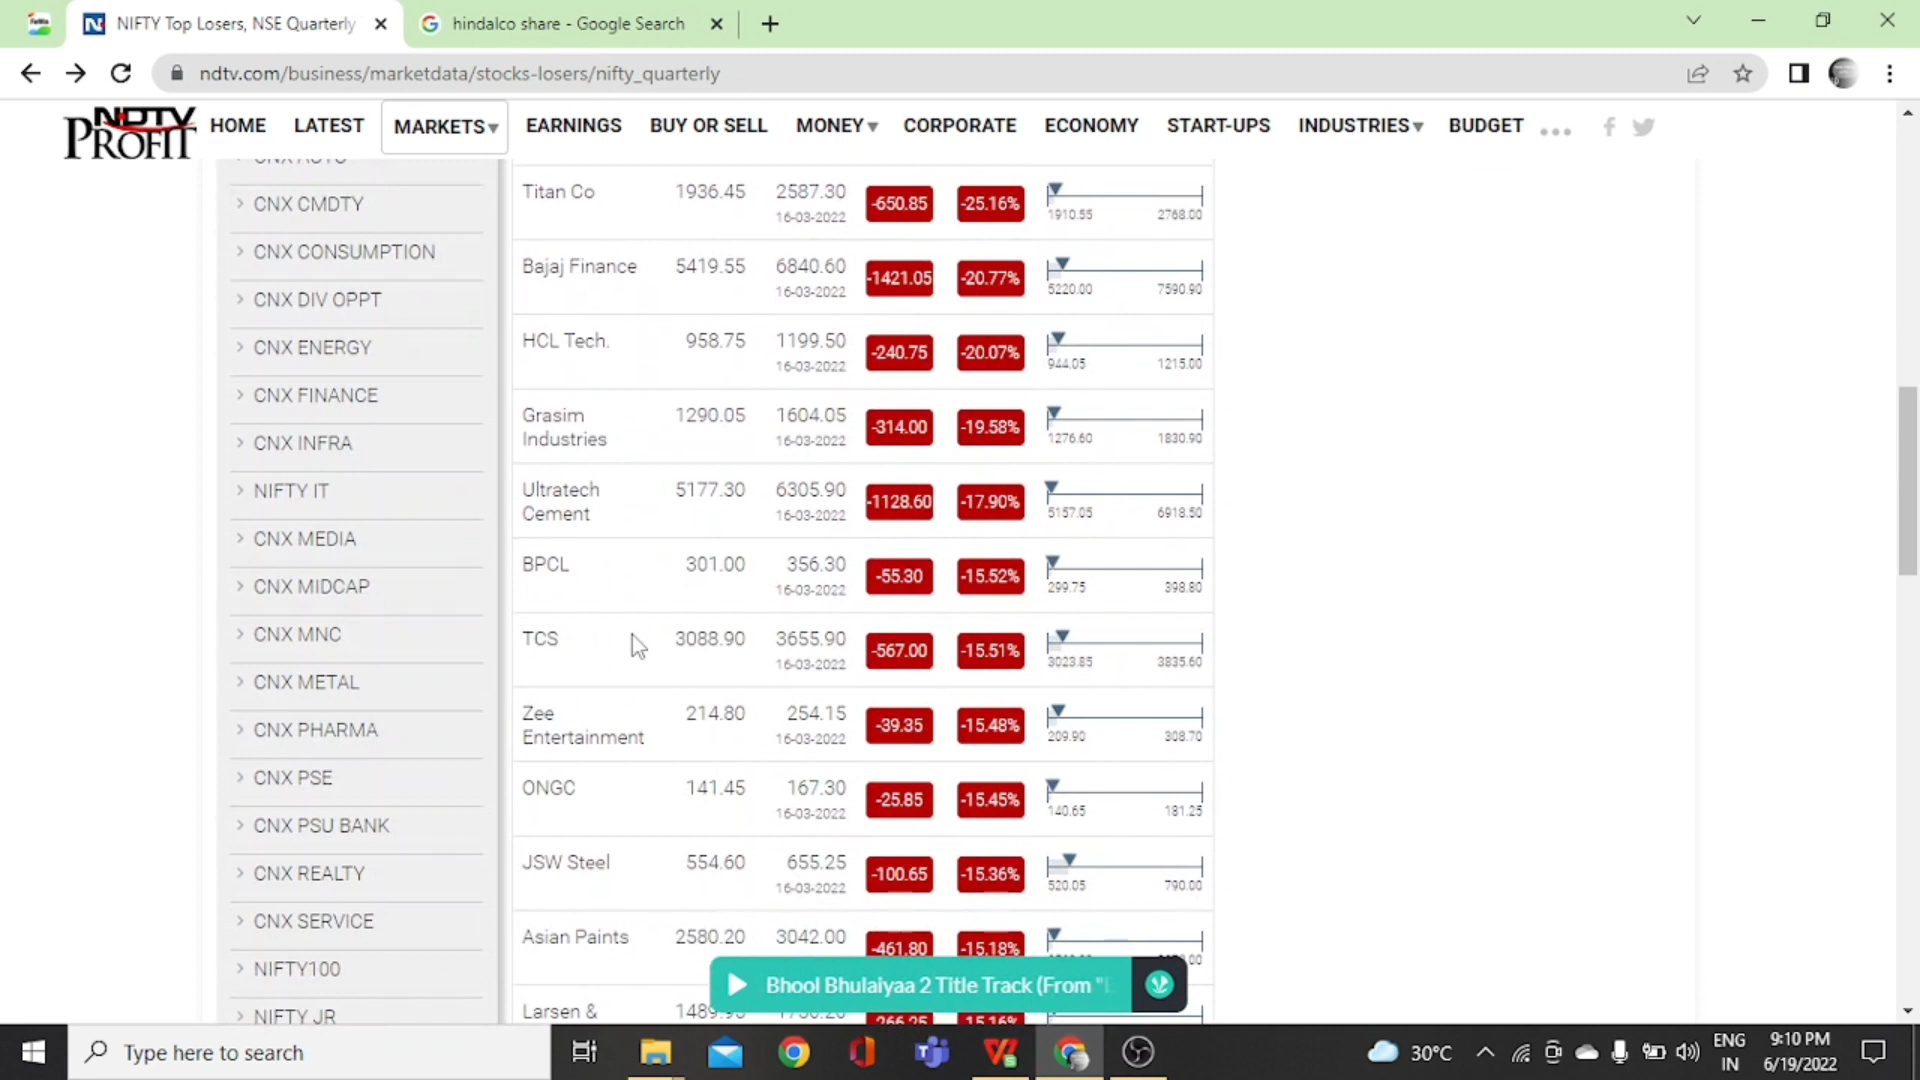 NIFTY Top Losers, NSE Quarterly
hindalco share - Google Search
ndtv.com/business/marketdata/stocks-losers/nifty_quarterly
NDTV PROFIT
HOME LATEST MARKETS▾ EARNINGS BUY OR SELL MONEY▾ CORPORATE ECONOMY START-UPS INDUSTRIES▾ BUDGET ...
CNX AUTO
CNX CMDTY
CNX CONSUMPTION
CNX DIV OPPT
CNX ENERGY
CNX FINANCE
CNX INFRA
NIFTY IT
CNX MEDIA
CNX MIDCAP
CNX MNC
CNX METAL
CNX PHARMA
CNX PSE
CNX PSU BANK
CNX REALTY
CNX SERVICE
NIFTY100
NIFTY JR
Titan Co 1936.45 2587.30 -650.85 -25.16%
16-03-2022 1910.55 2768.00
Bajaj Finance 5419.55 6840.60 -1421.05 -20.77%
16-03-2022 5220.00 7590.90
HCL Tech. 958.75 1199.50 -240.75 -20.07%
16-03-2022 944.05 1215.00
Grasim 1290.05 1604.05 -314.00 -19.58%
Industries 16-03-2022 1276.60 1830.90
Ultratech 5177.30 6305.90 -1128.60 -17.90%
Cement 16-03-2022 5157.05 6918.50
BPCL 301.00 356.30 -55.30 -15.52%
16-03-2022 299.75 398.80
TCS 3088.90 3655.90 -567.00 -15.51%
16-03-2022 3023.85 3835.60
Zee 214.80 254.15 -39.35 -15.48%
Entertainment 16-03-2022 209.90 308.70
ONGC 141.45 167.30 -25.85 -15.45%
16-03-2022 140.65 181.25
JSW Steel 554.60 655.25 -100.65 -15.36%
16-03-2022 520.05 790.00
Asian Paints 2580.20 3042.00 -461.80 -15.18%
Bhool Bhulaiyaa 2 Title Track (From "
Larsen & -266.25 -15.16%
Type here to search
30°C
ENG
IN
9:10 PM
6/19/2022